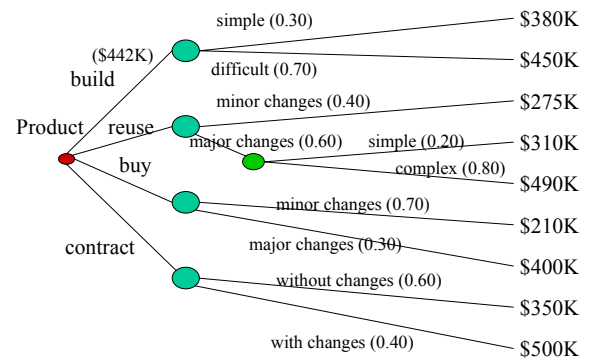 simple (0.30)
$380K
($442K)
build
difficult (0.70)
$450K
minor changes (0.40)
$275K
Product
reuse
major changes (0.60)
simple (0.20)
$310K
buy
complex (0.80)
$490K
minor changes (0.70)
$210K
contract
major changes (0.30)
$400K
without changes (0.60)
$350K
with changes (0.40)
$500K